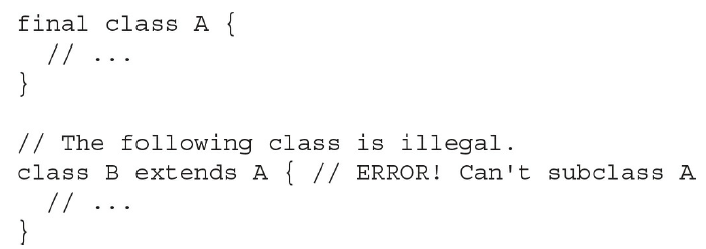 final class A {
  // ...
}

// The following class is illegal.
class B extends A { // ERROR! Can't subclass A
  // ...
}